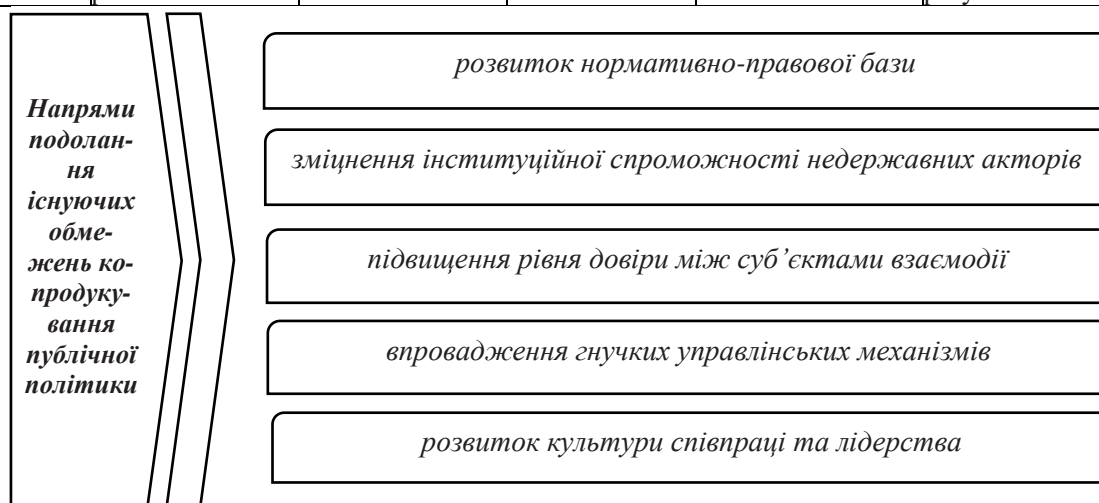 Напрями
подолан-
ня
існуючих
обме-
жень ко-
продуку-
вання
публічної
політики
розвиток нормативно-правової бази
зміцнення інституційної спроможності недержавних акторів
підвищення рівня довіри між суб’єктами взаємодії
впровадження гнучких управлінських механізмів
розвиток культури співпраці та лідерства